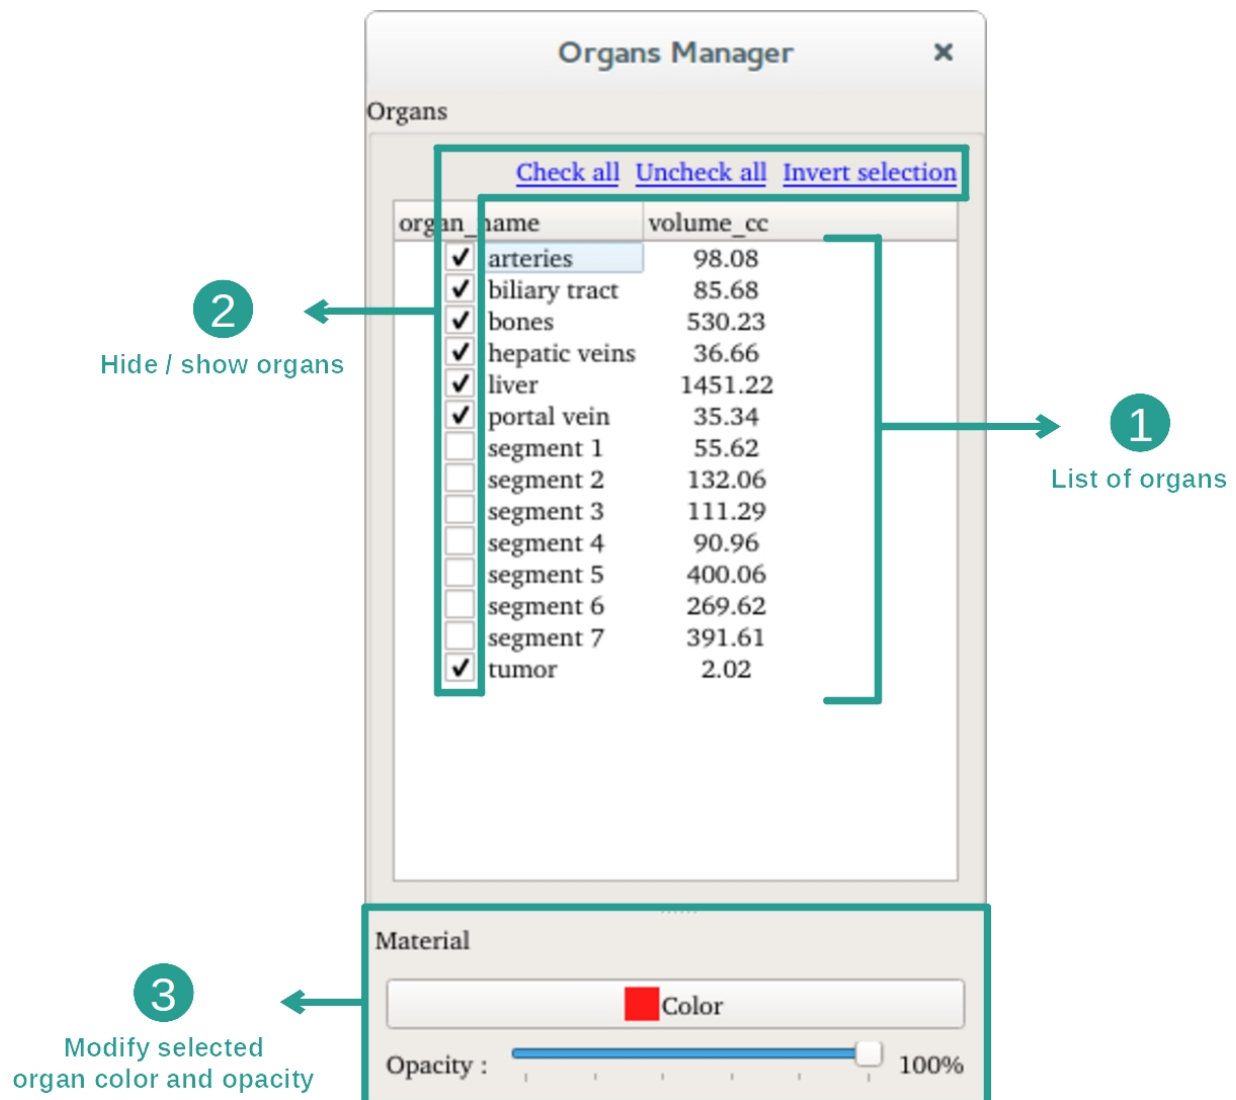 Organs Manager
Organs
Check all Uncheck all Invert selection
organ_name volume_cc
arteries 98.08
biliary tract 85.68
bones 530.23
hepatic veins 36.66
liver 1451.22
portal vein 35.34
segment 1 55.62
segment 2 132.06
segment 3 111.29
segment 4 90.96
segment 5 400.06
segment 6 269.62
segment 7 391.61
tumor 2.02
2
Hide / show organs
1
List of organs
Material
Color
Opacity : 100%
3
Modify selected
organ color and opacity